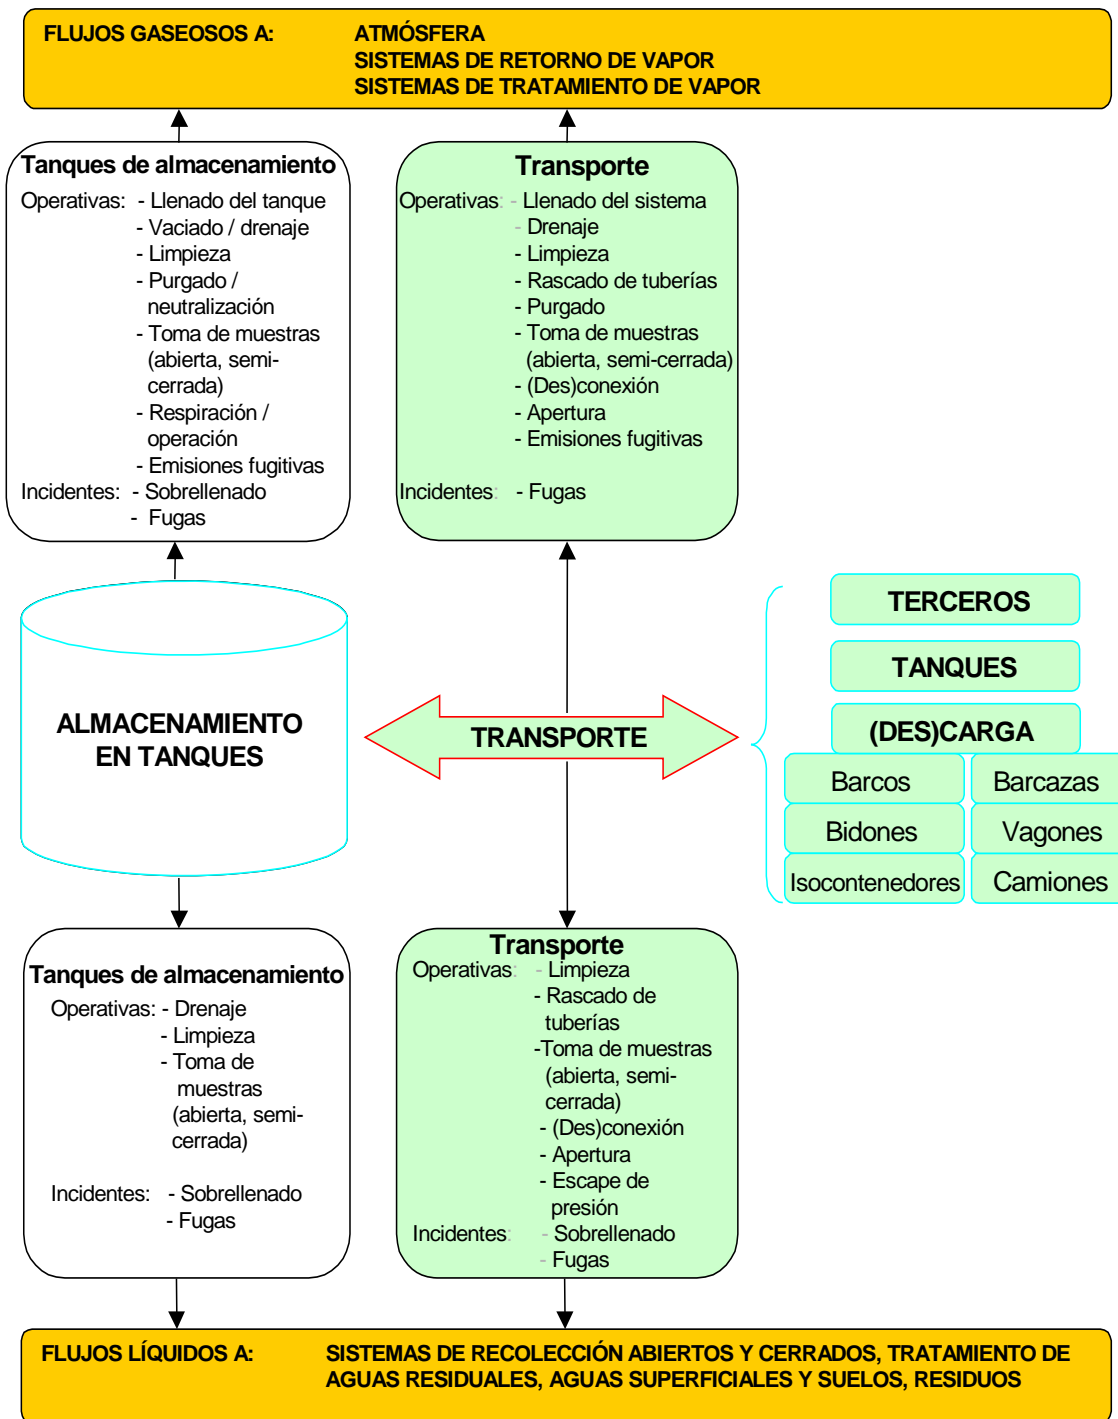 FLUJOS GASEOSOS A: ATMÓSFERA
SISTEMAS DE RETORNO DE VAPOR
SISTEMAS DE TRATAMIENTO DE VAPOR
Tanques de almacenamiento
Operativas: - Llenado del tanque
- Vaciado / drenaje
- Limpieza
- Purgado /
neutralización
- Toma de muestras
(abierta, semi-
cerrada)
- Respiración /
operación
- Emisiones fugitivas
Incidentes: - Sobrellenado
- Fugas
Transporte
Operativas: - Llenado del sistema
- Drenaje
- Limpieza
- Rascado de tuberías
- Purgado
- Toma de muestras
(abierta, semi-cerrada)
- (Des)conexión
- Apertura
- Emisiones fugitivas
Incidentes: - Fugas
ALMACENAMIENTO
EN TANQUES
TRANSPORTE
TERCEROS
TANQUES
(DES)CARGA
Barcos Barcazas
Bidones Vagones
Isocontenedores Camiones
Tanques de almacenamiento
Operativas: - Drenaje
- Limpieza
- Toma de
muestras
(abierta, semi-
cerrada)
Incidentes: - Sobrellenado
- Fugas
Transporte
Operativas: - Limpieza
- Rascado de
tuberías
-Toma de muestras
(abierta, semi-
cerrada)
- (Des)conexión
- Apertura
- Escape de
presión
Incidentes: - Sobrellenado
- Fugas
FLUJOS LÍQUIDOS A: SISTEMAS DE RECOLECCIÓN ABIERTOS Y CERRADOS, TRATAMIENTO DE
AGUAS RESIDUALES, AGUAS SUPERFICIALES Y SUELOS, RESIDUOS